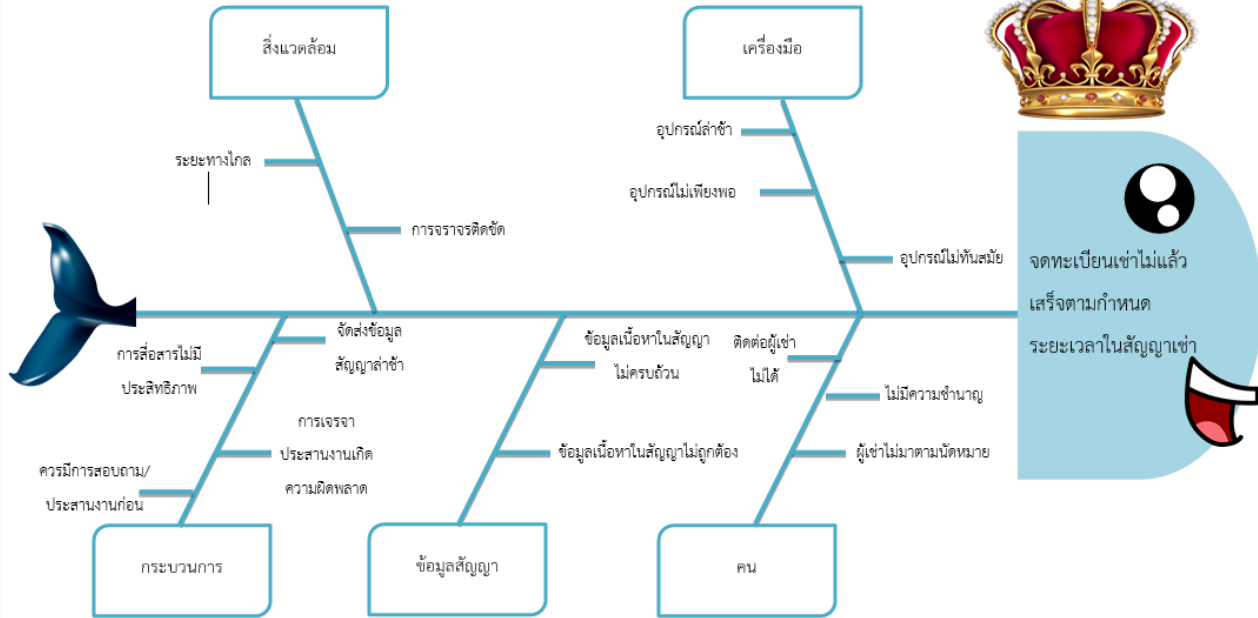 สิ่งแวดล้อม
เครื่องมือ
อุปกรณ์ล่าช้า
ระยะทางไกล
อุปกรณ์ไม่เพียงพอ
การจราจรติดขัด
อุปกรณ์ไม่ทันสมัย
จดทะเบียนเช่าไม่แล้ว
เสร็จตามกำหนด
ระยะเวลาในสัญญาเช่า
จัดส่งข้อมูล
สัญญาล่าช้า
การสื่อสารไม่มี
ประสิทธิภาพ
การเจรจา
ประสานงานเกิด
ความผิดพลาด
ควรมีการสอบถาม/
ประสานงานก่อน
กระบวนการ
ข้อมูลเนื้อหาในสัญญา
ไม่ครบถ้วน
ข้อมูลเนื้อหาในสัญญาไม่ถูกต้อง
ข้อมูลสัญญา
ติดต่อผู้เช่า
ไม่ได้
ไม่มีความชำนาญ
ผู้เช่าไม่มาตามนัดหมาย
คน